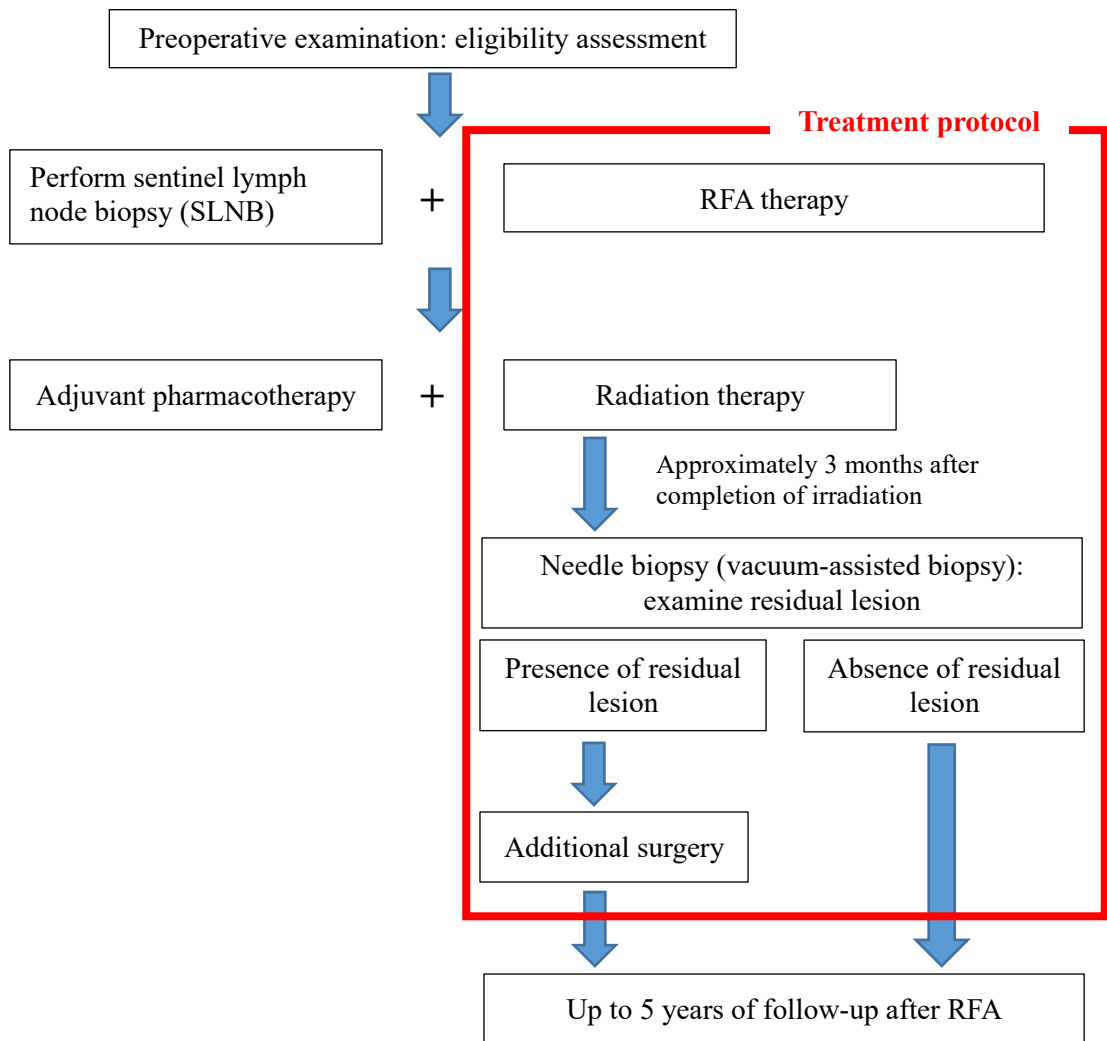 Preoperative examination: eligibility assessment
Treatment protocol
Perform sentinel lymph
node biopsy (SLNB)
+
RFA therapy
Adjuvant pharmacotherapy
+
Radiation therapy
Approximately 3 months after
completion of irradiation
Needle biopsy (vacuum-assisted biopsy):
examine residual lesion
Presence of residual
lesion
Absence of residual
lesion
Additional surgery
Up to 5 years of follow-up after RFA